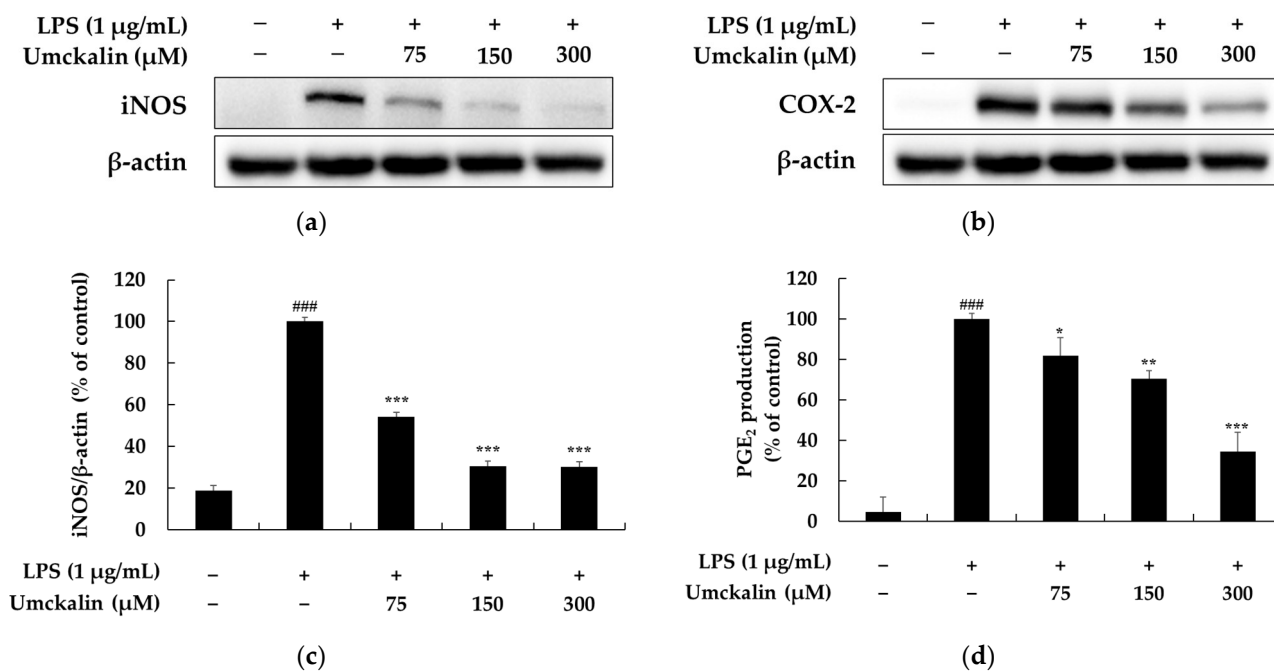 LPS (1 μg/mL) – + + + +
Umckalin (μM) – – 75 150 300
iNOS
β-actin
(a)
LPS (1 μg/mL) – + + + +
Umckalin (μM) – – 75 150 300
COX-2
β-actin
(b)
iNOS/β-actin (% of control)
120
100
80
60
40
20
0
###
***
***
***
LPS (1 μg/mL) – + + + +
Umckalin (μM) – – 75 150 300
(c)
PGE₂ production
(% of control)
120
100
80
60
40
20
0
###
*
**
***
LPS (1 μg/mL) – + + + +
Umckalin (μM) – – 75 150 300
(d)